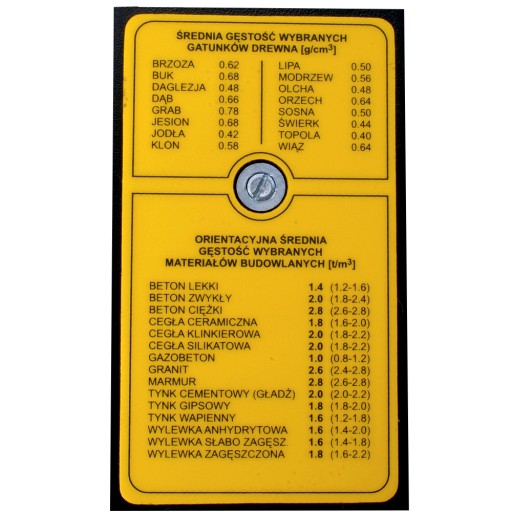 ŚREDNIA GĘSTOŚĆ WYBRANYCH
GATUNKÓW DREWNA [g/cm³]
BRZOZA 0.62
BUK 0.68
DAGLEZJA 0.48
DĄB 0.66
GRAB 0.78
JESION 0.68
JODŁA 0.42
KLON 0.58
LIPA 0.50
MODRZEW 0.56
OLCHA 0.48
ORZECH 0.64
SOSNA 0.50
ŚWIERK 0.44
TOPOLA 0.40
WIĄZ 0.64
ORIENTACYJNA ŚREDNIA
GĘSTOŚĆ WYBRANYCH
MATERIAŁÓW BUDOWLANYCH [t/m³]
BETON LEKKI 1.4 (1.2-1.6)
BETON ZWYKŁY 2.0 (1.8-2.4)
BETON CIĘŻKI 2.8 (2.6-2.8)
CEGŁA CERAMICZNA 1.8 (1.6-2.0)
CEGŁA KLINKIEROWA 2.0 (1.8-2.2)
CEGŁA SILIKATOWA 2.0 (1.8-2.2)
GAZOBETON 1.0 (0.8-1.2)
GRANIT 2.6 (2.4-2.8)
MARMUR 2.8 (2.6-2.8)
TYNK CEMENTOWY (GŁADŹ) 2.0 (2.0-2.2)
TYNK GIPSOWY 1.8 (1.8-2.0)
TYNK WAPIENNY 1.6 (1.2-1.8)
WYLEWKA ANHYDRYTOWA 1.6 (1.4-2.0)
WYLEWKA SŁABO ZAGĘSZ. 1.6 (1.4-1.8)
WYLEWKA ZAGĘSZCZONA 1.8 (1.6-2.2)